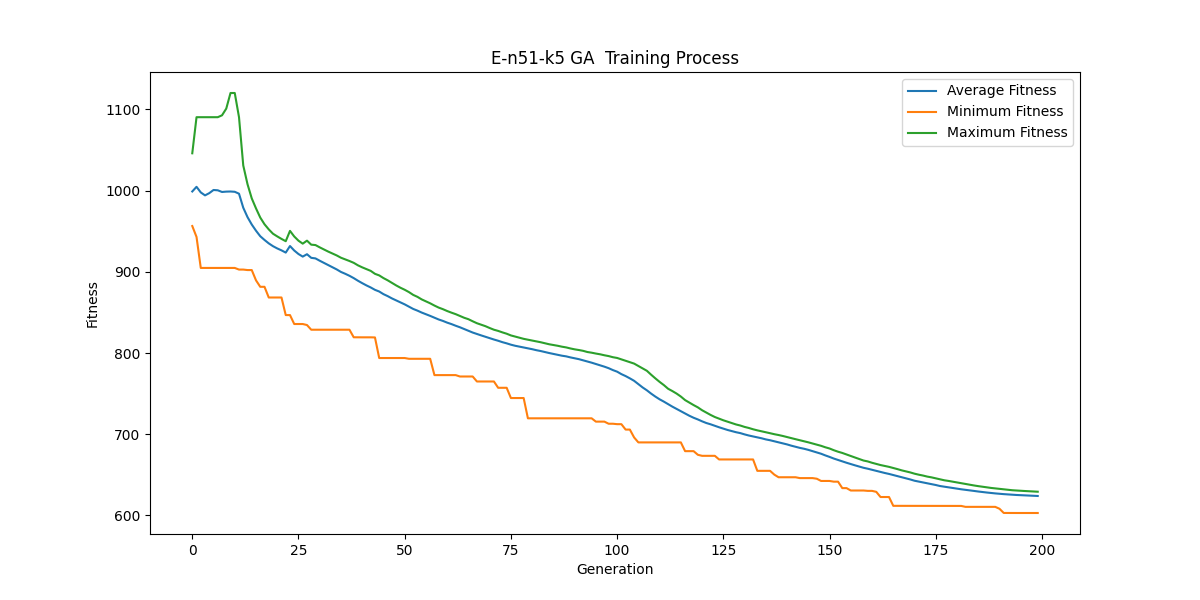 E-n51-k5 GA  Training Process
Average Fitness
Minimum Fitness
Maximum Fitness
Fitness
1100
1000
900
800
700
600
0 25 50 75 100 125 150 175 200
Generation